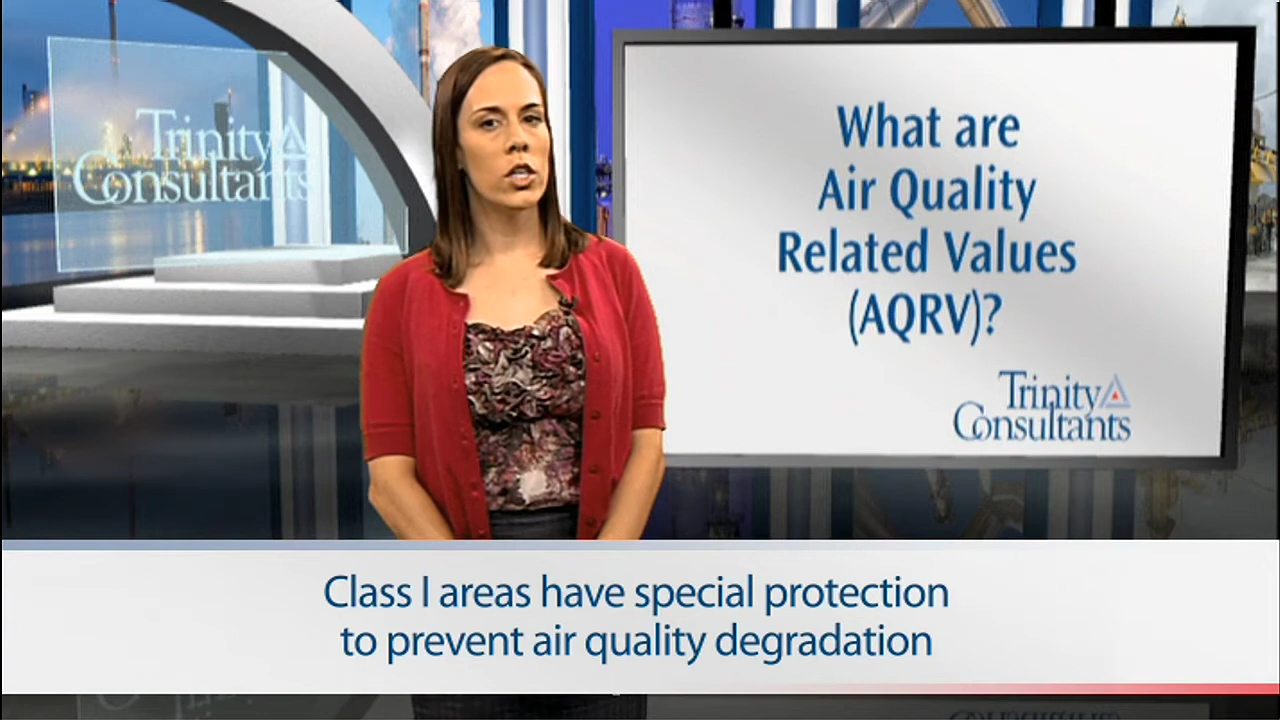 Trinity
Consultants
What are
Air Quality
Related Values
(AQRV)?
Trinity
Consultants
Class I areas have special protection
to prevent air quality degradation